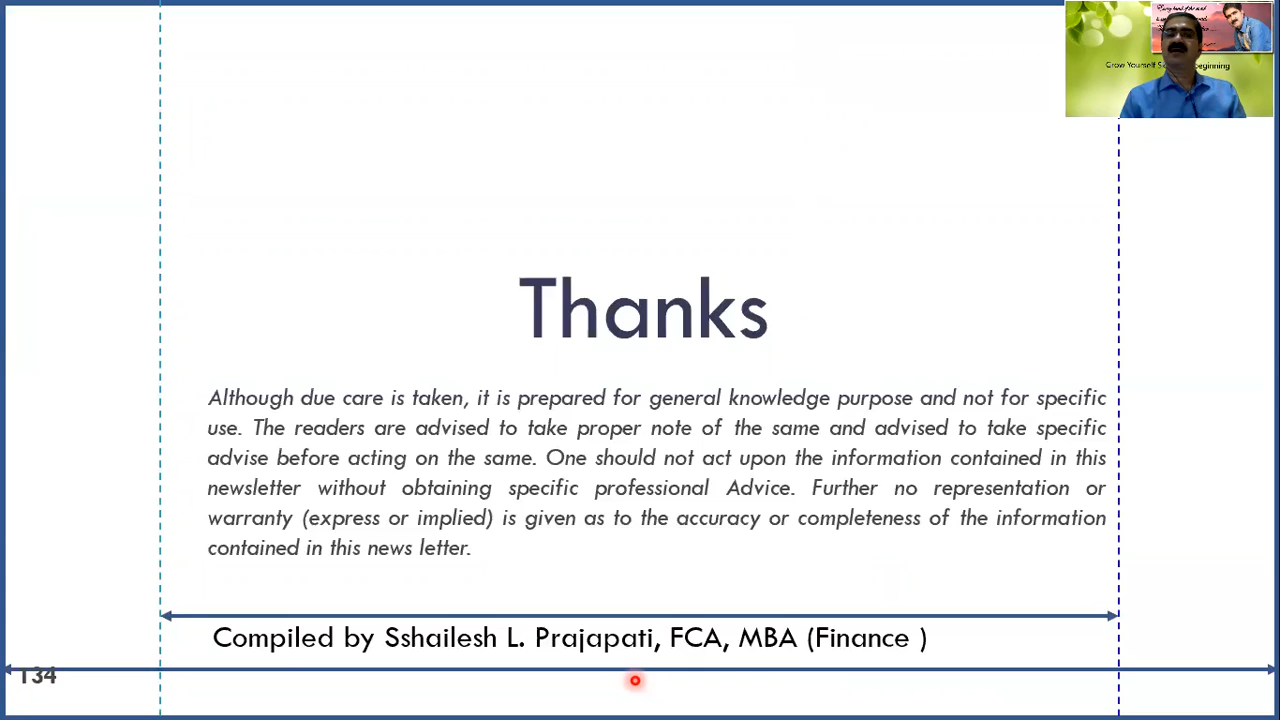 Grow Yourself
beginning
Thanks
Although due care is taken, it is prepared for general knowledge purpose and not for specific
use. The readers are advised to take proper note of the same and advised to take specific
advise before acting on the same. One should not act upon the information contained in this
newsletter without obtaining specific professional Advice. Further no representation or
warranty (express or implied) is given as to the accuracy or completeness of the information
contained in this news letter.
Compiled by Sshailesh L. Prajapati, FCA, MBA (Finance )
134